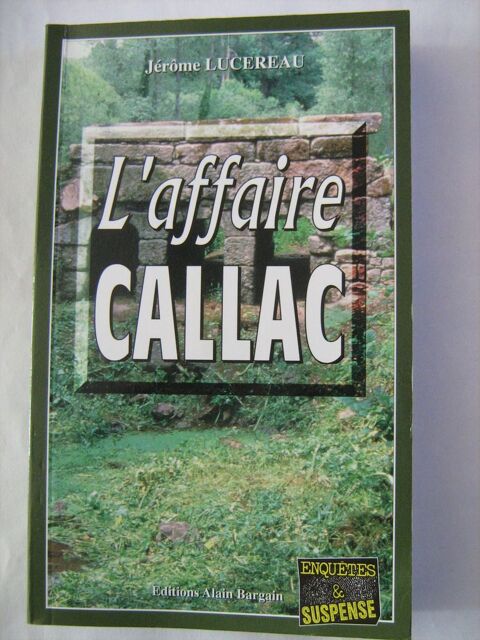 Jérôme LUCEREAU
L'affaire
CALLAC
Editions Alain Bargain
ENQUÊTES
&
SUSPENSE